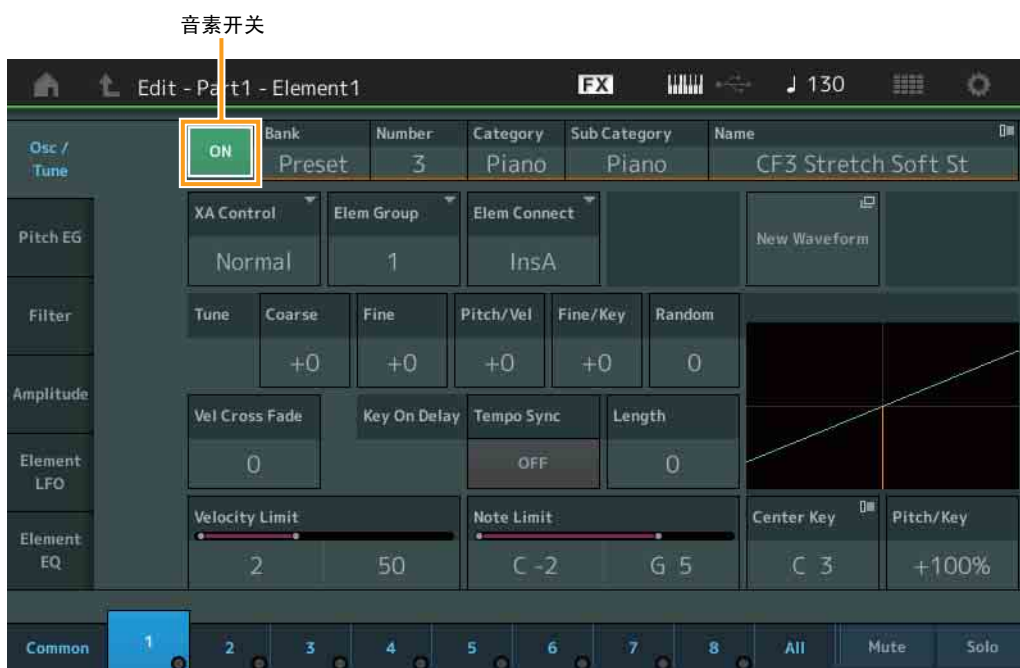 音素开关
Edit - Part1 - Element1 FX 130
Osc / Tune
ON
Bank Number Category Sub Category Name
Preset 3 Piano Piano CF3 Stretch Soft St
XA Control Elem Group Elem Connect
New Waveform
Pitch EG
Normal 1 InsA
Filter
Tune Coarse Fine Pitch/Vel Fine/Key Random
+0 +0 +0 +0 0
Amplitude
Vel Cross Fade Key On Delay Tempo Sync Length
0 OFF 0
Element LFO
Velocity Limit Note Limit Center Key Pitch/Key
2 50 C -2 G 5 C 3 +100%
Element EQ
Common 1 2 3 4 5 6 7 8 All Mute Solo